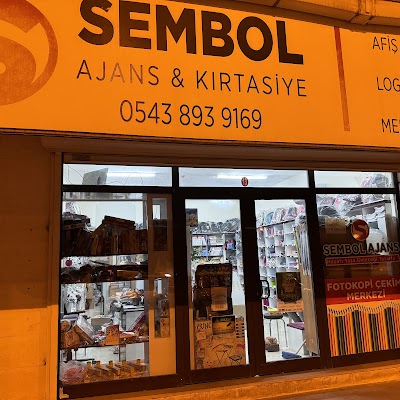 SEMBOL
AJANS & KIRTASİYE
0543 893 9169
AFİŞ
LOG
ME
SEMBOL AJANS
FOTOKOPİ ÇEKİM
MERKEZİ